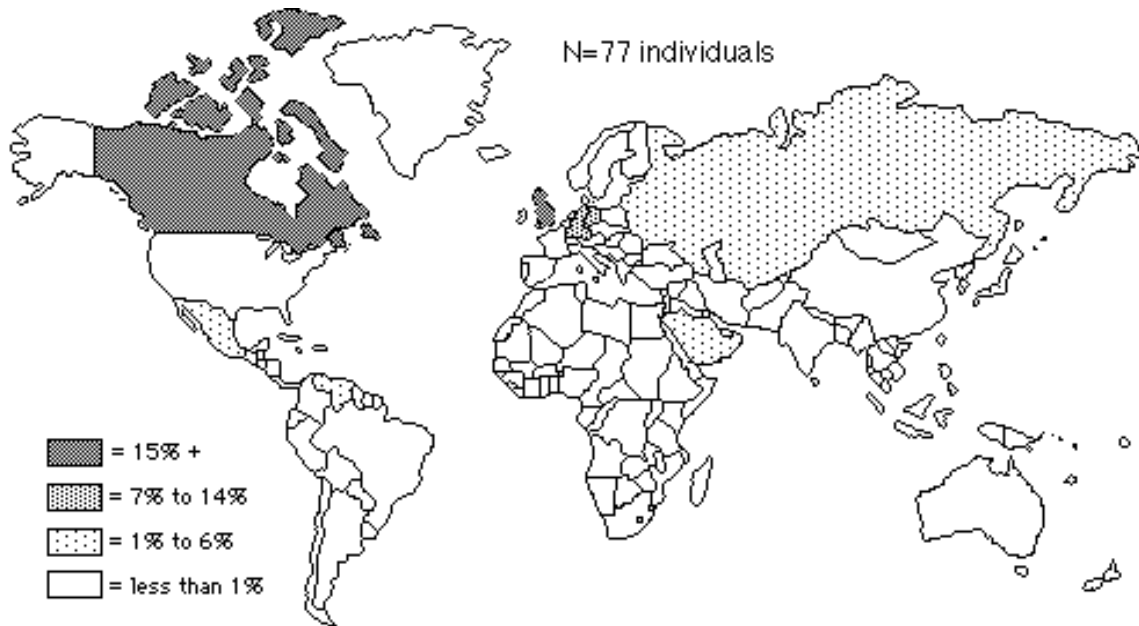 N=77 individuals
= 15% +
= 7% to 14%
= 1% to 6%
= less than 1%